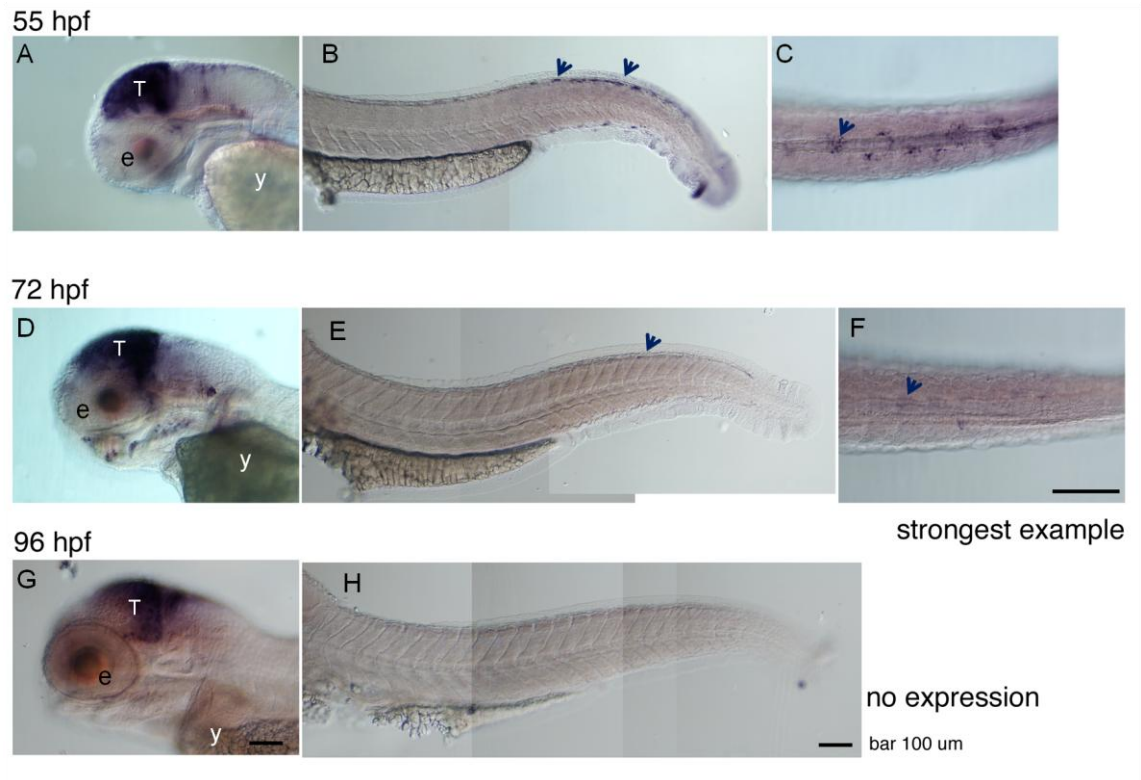 55 hpf
A
T
e
y
B
C
72 hpf
D
T
e
y
E
F
strongest example
96 hpf
G
T
e
y
H
no expression
bar 100 um